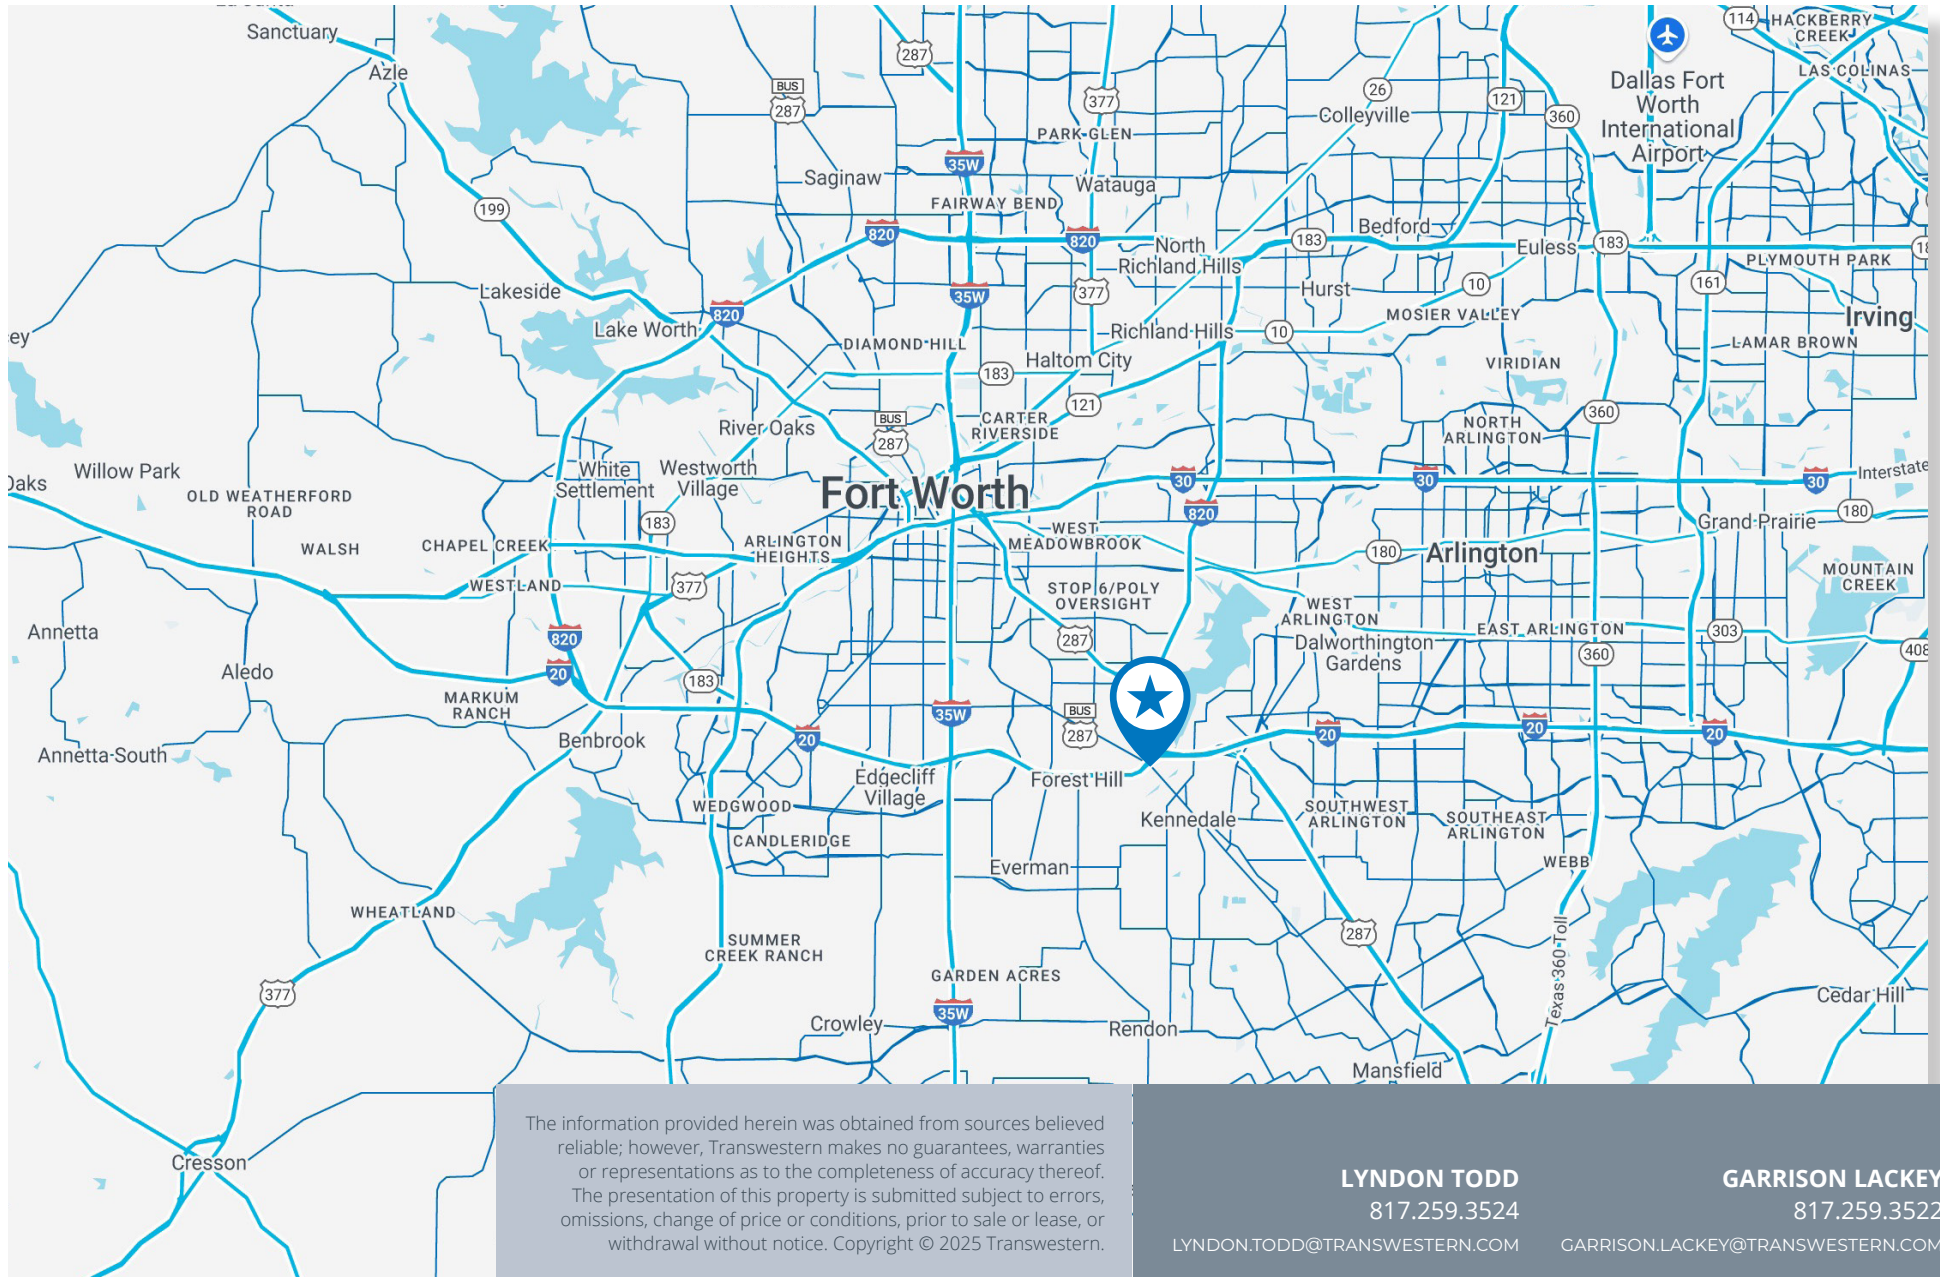 Sanctuary
Azle
287
BUS
287
377
PARK GLEN
26
Colleyville
121
360
114
HACKBERRY
CREEK
LAS COLINAS
Dallas Fort
Worth
International
Airport
35W
Saginaw
Watauga
FAIRWAY BEND
199
820
820
North
Richland Hills
183
Bedford
Euless
183
PLYMOUTH PARK
161
Lakeside
35W
377
Hurst
10
820
Lake Worth
Richland Hills
10
MOSIER VALLEY
Irving
ey
DIAMOND HILL
Haltom City
VIRIDIAN
LAMAR BROWN
183
121
360
River Oaks
BUS
287
CARTER
RIVERSIDE
NORTH
ARLINGTON
Willow Park
Oaks
OLD WEATHERFORD
ROAD
White
Settlement
Westworth
Village
Fort Worth
30
30
30
Interstate
820
180
Grand Prairie
183
WALSH
CHAPEL CREEK
ARLINGTON
HEIGHTS
WEST
MEADOWBROOK
180
Arlington
WESTLAND
377
STOP 6/POLY
OVERSIGHT
MOUNTAIN
CREEK
WEST
ARLINGTON
EAST ARLINGTON
303
Annetta
820
287
Dalworthington
Gardens
360
408
Aledo
20
183
MARKUM
RANCH
35W
BUS
287
20
20
20
Annetta South
Benbrook
20
Edgecliff
Village
Forest Hill
WEDGWOOD
Kennedale
SOUTHWEST
ARLINGTON
SOUTHEAST
ARLINGTON
CANDLERIDGE
Everman
WEBB
WHEATLAND
287
SUMMER
CREEK RANCH
GARDEN ACRES
Texas 360 Toll
377
Cedar Hill
35W
Crowley
Rendon
Mansfield
Cresson
The information provided herein was obtained from sources believed
reliable; however, Transwestern makes no guarantees, warranties
or representations as to the completeness of accuracy thereof.
The presentation of this property is submitted subject to errors,
omissions, change of price or conditions, prior to sale or lease, or
withdrawal without notice. Copyright © 2025 Transwestern.
LYNDON TODD
817.259.3524
LYNDON.TODD@TRANSWESTERN.COM
GARRISON LACKEY
817.259.3522
GARRISON.LACKEY@TRANSWESTERN.COM